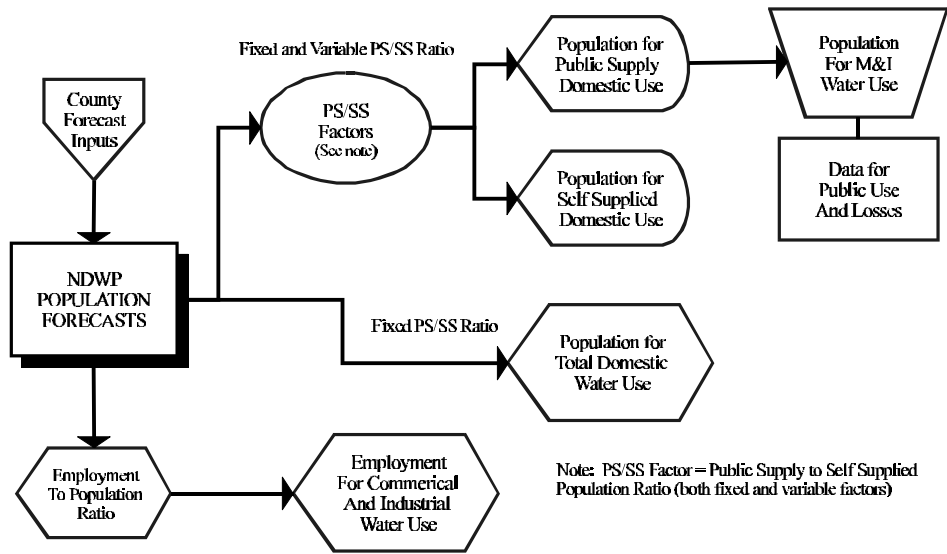 Fixed and Variable PS/SS Ratio
County
Forecast
Inputs
PS/SS
Factors
(See note)
Population for
Public Supply
Domestic Use
Population
For M&I
Water Use
Population for
Self Supplied
Domestic Use
Data for
Public Use
And Losses
NDWP
POPULATION
FORECASTS
Fixed PS/SS Ratio
Population for
Total Domestic
Water Use
Employment
To Population
Ratio
Employment
For Commerical
And Industrial
Water Use
Note: PS/SS Factor = Public Supply to Self Supplied
Population Ratio (both fixed and variable factors)